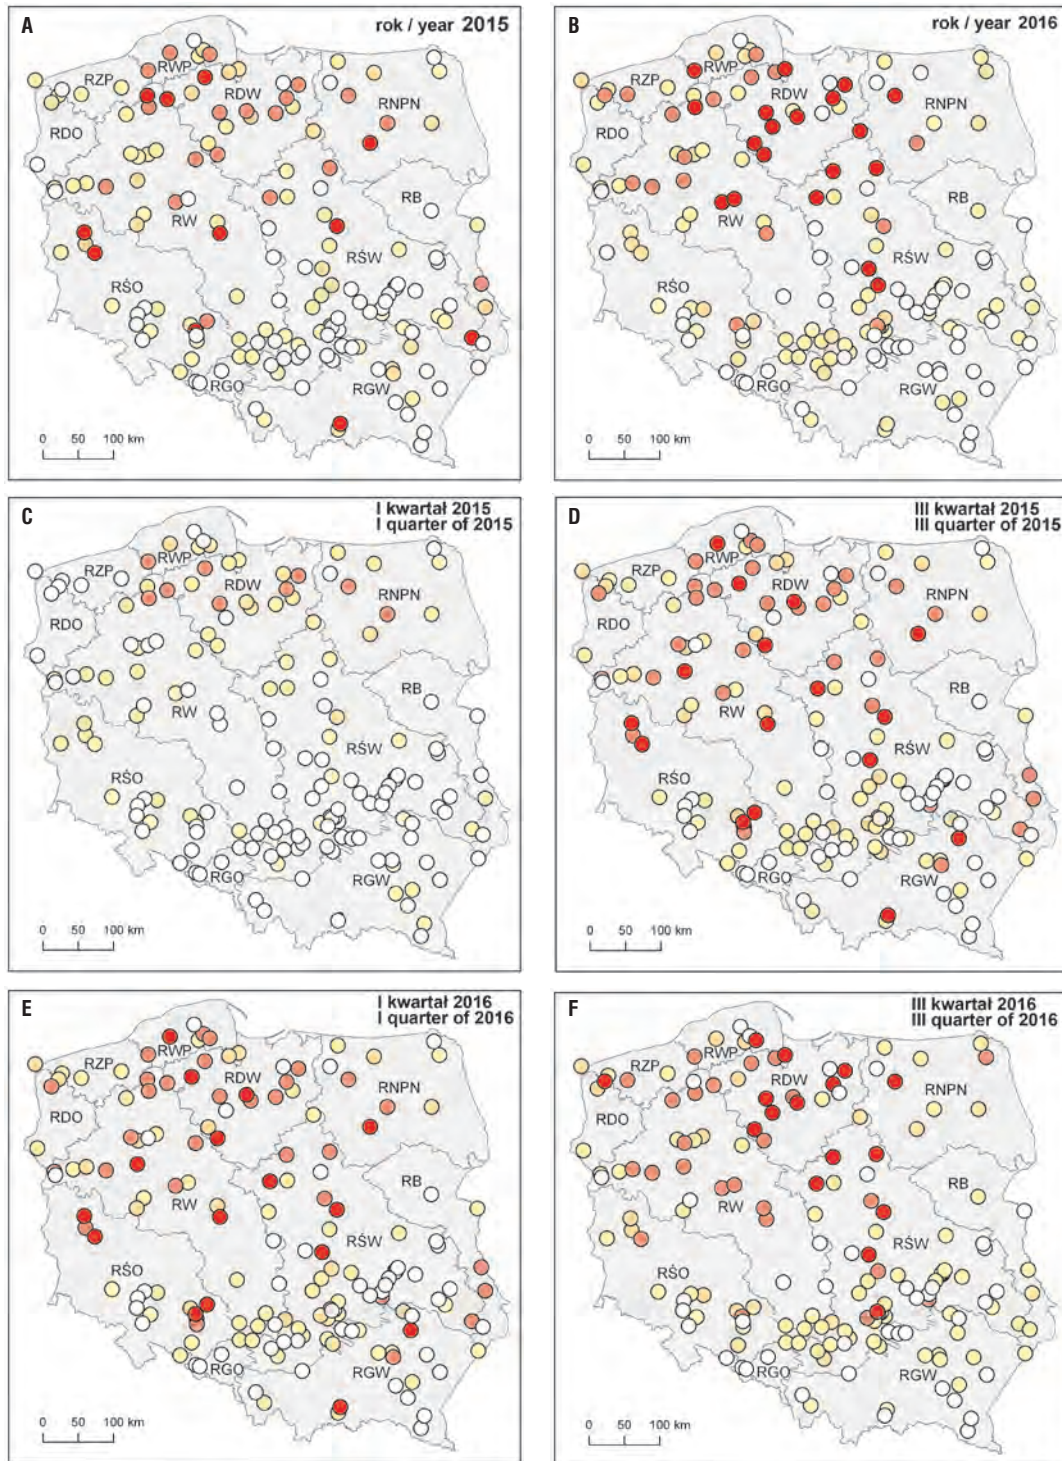 A
rok / year 2015
RWP
RZP
RDW
RNPN
RDO
RB
RW
RŚW
RŚO
RGO
RGW
0 50 100 km
B
rok / year 2016
RWP
RZP
RDW
RNPN
RDO
RB
RW
RŚW
RŚO
RGO
RGW
0 50 100 km
C
I kwartał 2015
I quarter of 2015
RWP
RZP
RDW
RNPN
RDO
RB
RW
RŚW
RŚO
RGO
RGW
0 50 100 km
D
III kwartał 2015
III quarter of 2015
RWP
RZP
RDW
RNPN
RDO
RB
RW
RŚW
RŚO
RGO
RGW
0 50 100 km
E
I kwartał 2016
I quarter of 2016
RWP
RZP
RDW
RNPN
RDO
RB
RW
RŚW
RŚO
RGO
RGW
0 50 100 km
F
III kwartał 2016
III quarter of 2016
RWP
RZP
RDW
RNPN
RDO
RB
RW
RŚW
RŚO
RGO
RGW
0 50 100 km